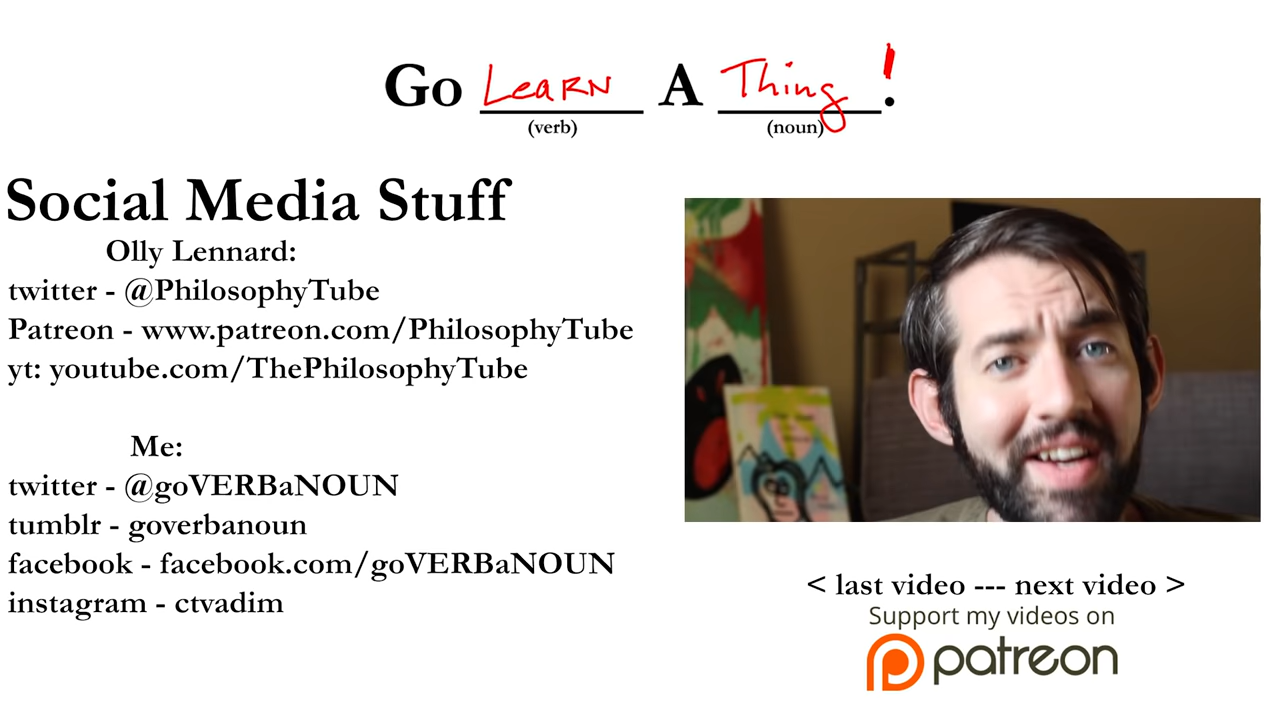 Go Learn A Thing!
(verb) (noun)
Social Media Stuff
Olly Lennard:
twitter - @PhilosophyTube
Patreon - www.patreon.com/PhilosophyTube
yt: youtube.com/ThePhilosophyTube
Me:
twitter - @goVERBaNOUN
tumblr - goverbanoun
facebook - facebook.com/goVERBaNOUN
instagram - ctvadim
< last video --- next video >
Support my videos on
patreon